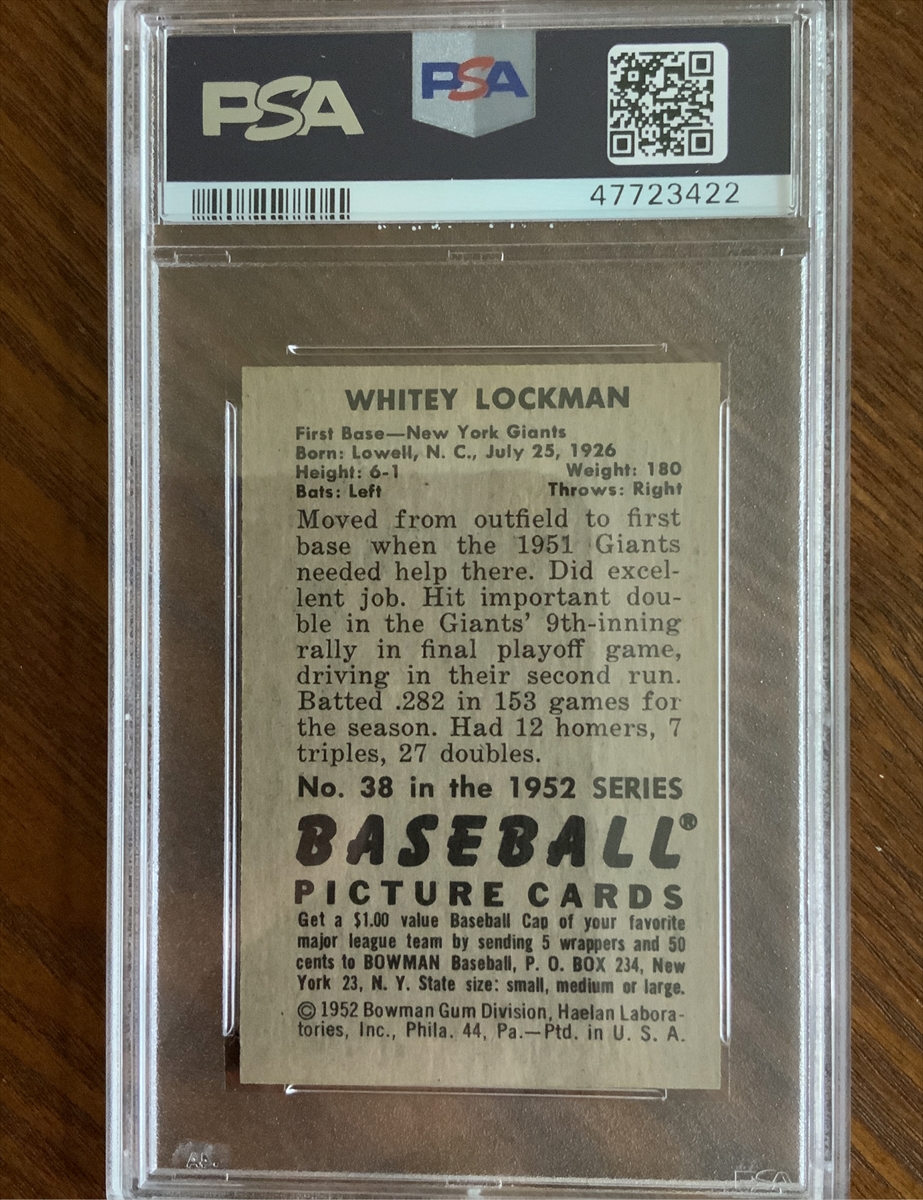 PSA
PSA
47723422
WHITEY LOCKMAN
First Base—New York Giants
Born: Lowell, N. C., July 25, 1926
Height: 6-1 Weight: 180
Bats: Left Throws: Right
Moved from outfield to first
base when the 1951 Giants
needed help there. Did excel-
lent job. Hit important dou-
ble in the Giants' 9th-inning
rally in final playoff game,
driving in their second run.
Batted .282 in 153 games for
the season. Had 12 homers, 7
triples, 27 doubles.
No. 38 in the 1952 SERIES
BASEBALL®
PICTURE CARDS
Get a $1.00 value Baseball Cap of your favorite
major league team by sending 5 wrappers and 50
cents to BOWMAN Baseball, P. O. BOX 234, New
York 23, N. Y. State size: small, medium or large.
© 1952 Bowman Gum Division, Haelan Labora-
tories, Inc., Phila. 44, Pa.—Ptd. in U. S. A.
PSA